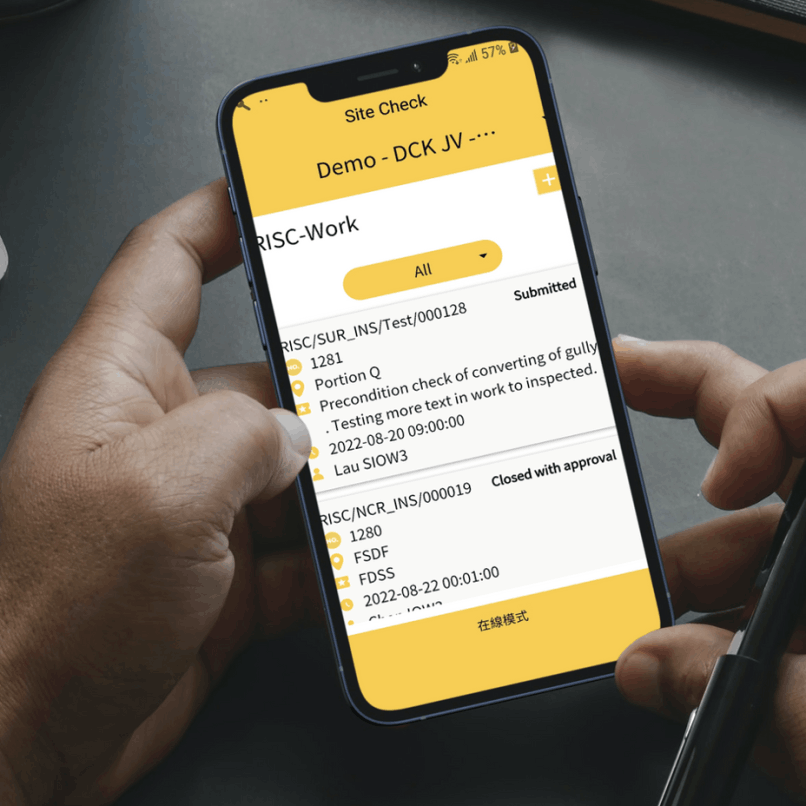 57%
Site Check
Demo - DCK JV -...
RISC-Work
All
Submitted
RISC/SUR_INS/Test/000128
1281
Portion Q
Precondition check of converting of gully
. Testing more text in work to inspected.
2022-08-20 09:00:00
Lau SIOW3
Closed with approval
RISC/NCR_INS/000019
1280
FSDF
FDSS
2022-08-22 00:01:00
在線模式